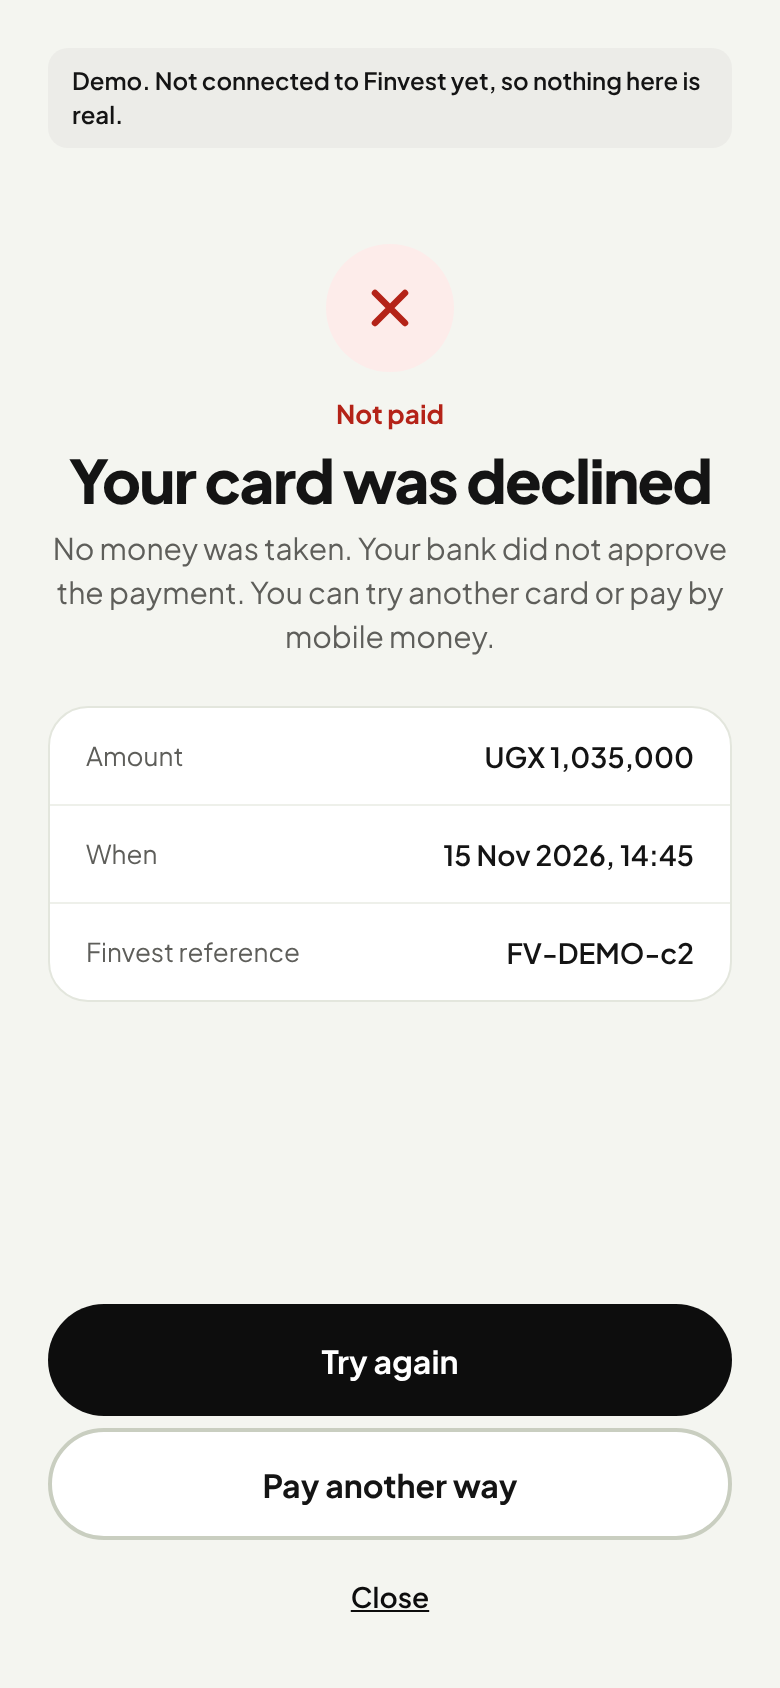 Demo. Not connected to Finvest yet, so nothing here is
real.
Not paid
Your card was declined
No money was taken. Your bank did not approve
the payment. You can try another card or pay by
mobile money.
Amount UGX 1,035,000
When 15 Nov 2026, 14:45
Finvest reference FV-DEMO-c2
Try again
Pay another way
Close